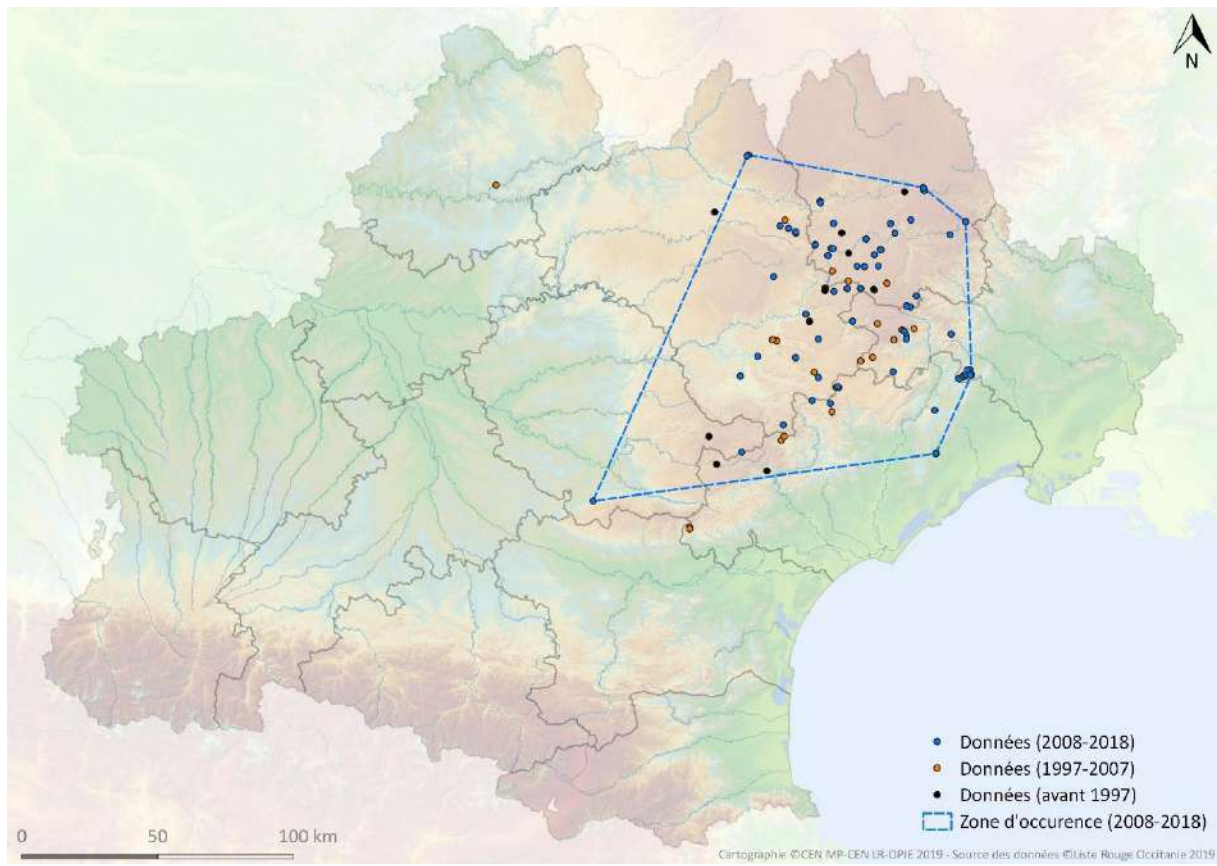 N
Données (2008-2018)
Données (1997-2007)
Données (avant 1997)
Zone d'occurence (2008-2018)
0 50 100 km
Cartographie ©CEN MP-CEN LR-OPIE 2019 - Source des données ©Liste Rouge Occitanie 2019